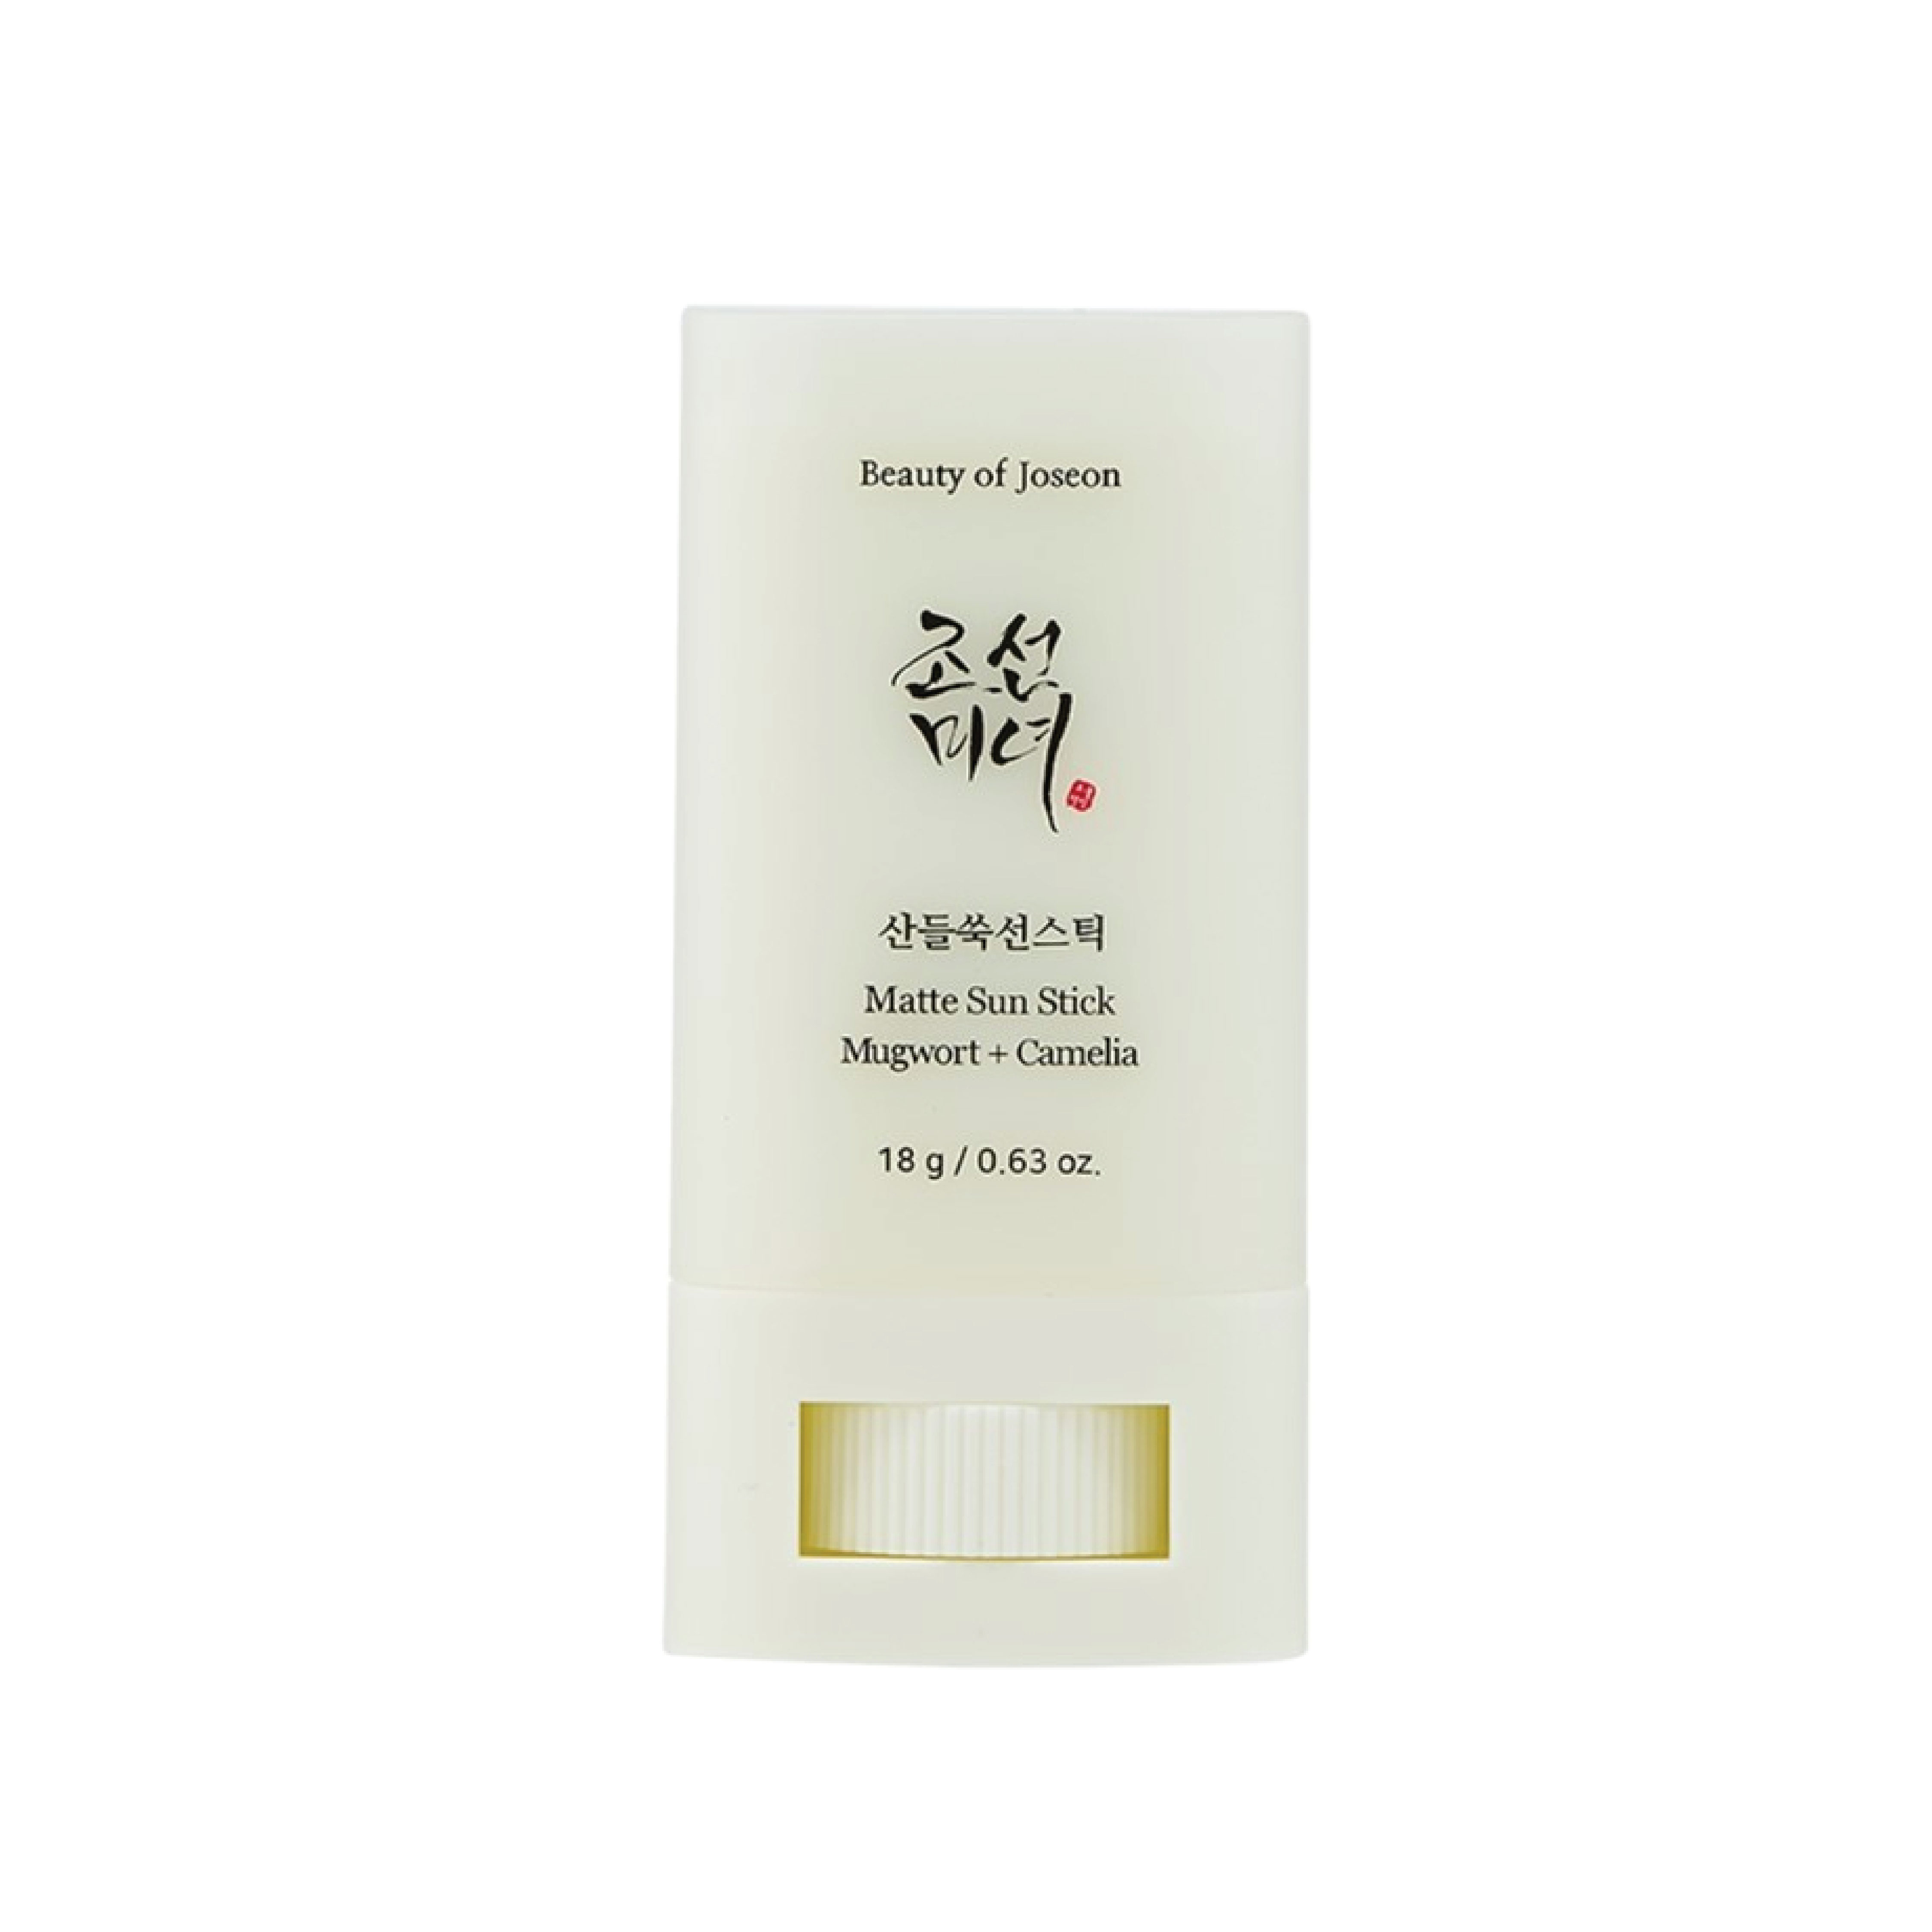 Beauty of Joseon
조선
미녀
산들쑥선스틱
Matte Sun Stick
Mugwort + Camelia
18 g / 0.63 oz.